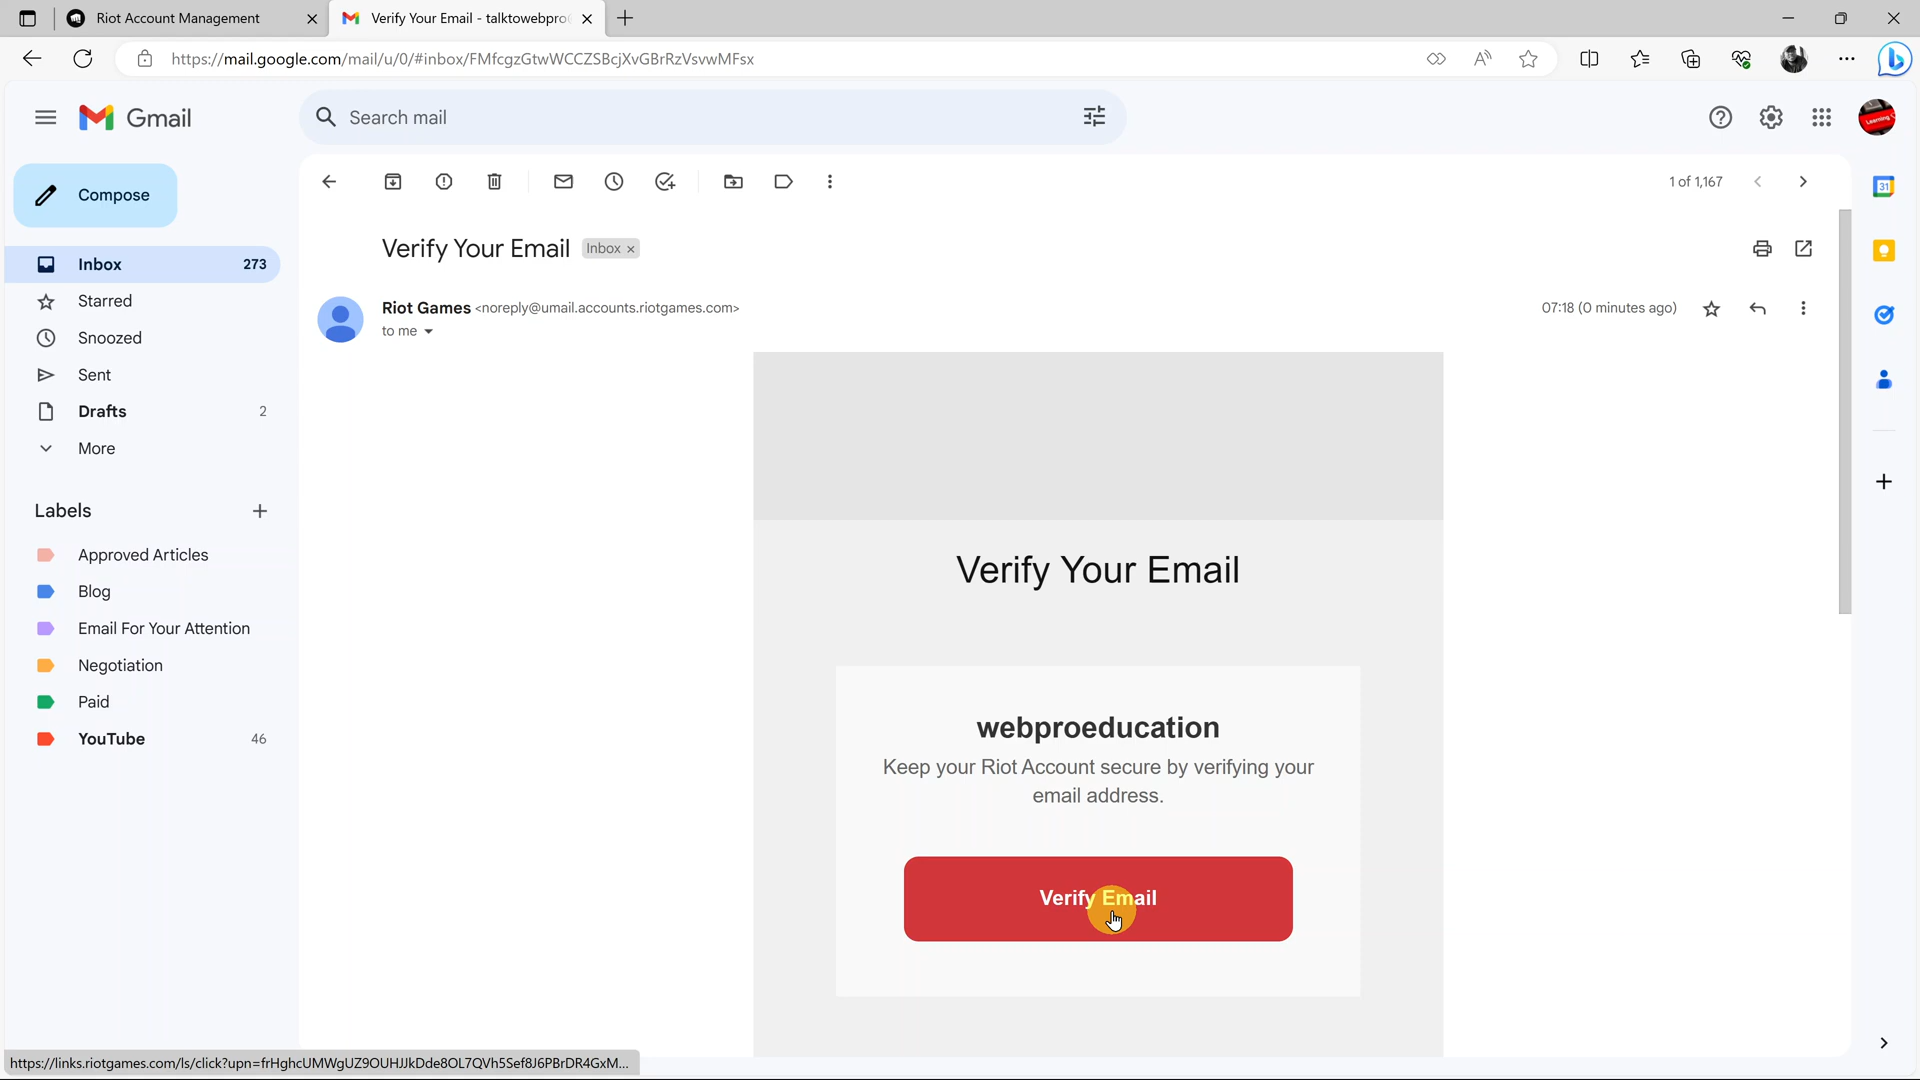 Riot Account Management
Verify Your Email - talktowebpro
https://mail.google.com/mail/u/0/#inbox/FMfcgzGtwWCCZSBcjXvGBrRzVsvwMFsx
Gmail
Search mail
Compose
1 of 1,167
Verify Your Email
Inbox ×
Inbox 273
Starred
Snoozed
Sent
Drafts 2
More
Riot Games <noreply@umail.accounts.riotgames.com>
07:18 (0 minutes ago)
to me
Labels
Approved Articles
Blog
Email For Your Attention
Negotiation
Paid
YouTube 46
Verify Your Email
webproeducation
Keep your Riot Account secure by verifying your
email address.
Verify Email
https://links.riotgames.com/ls/click?upn=frHghcUMWgUZ9OUHJJkDde8OL7QVh5Sef8J6PBrDR4GxM...
31